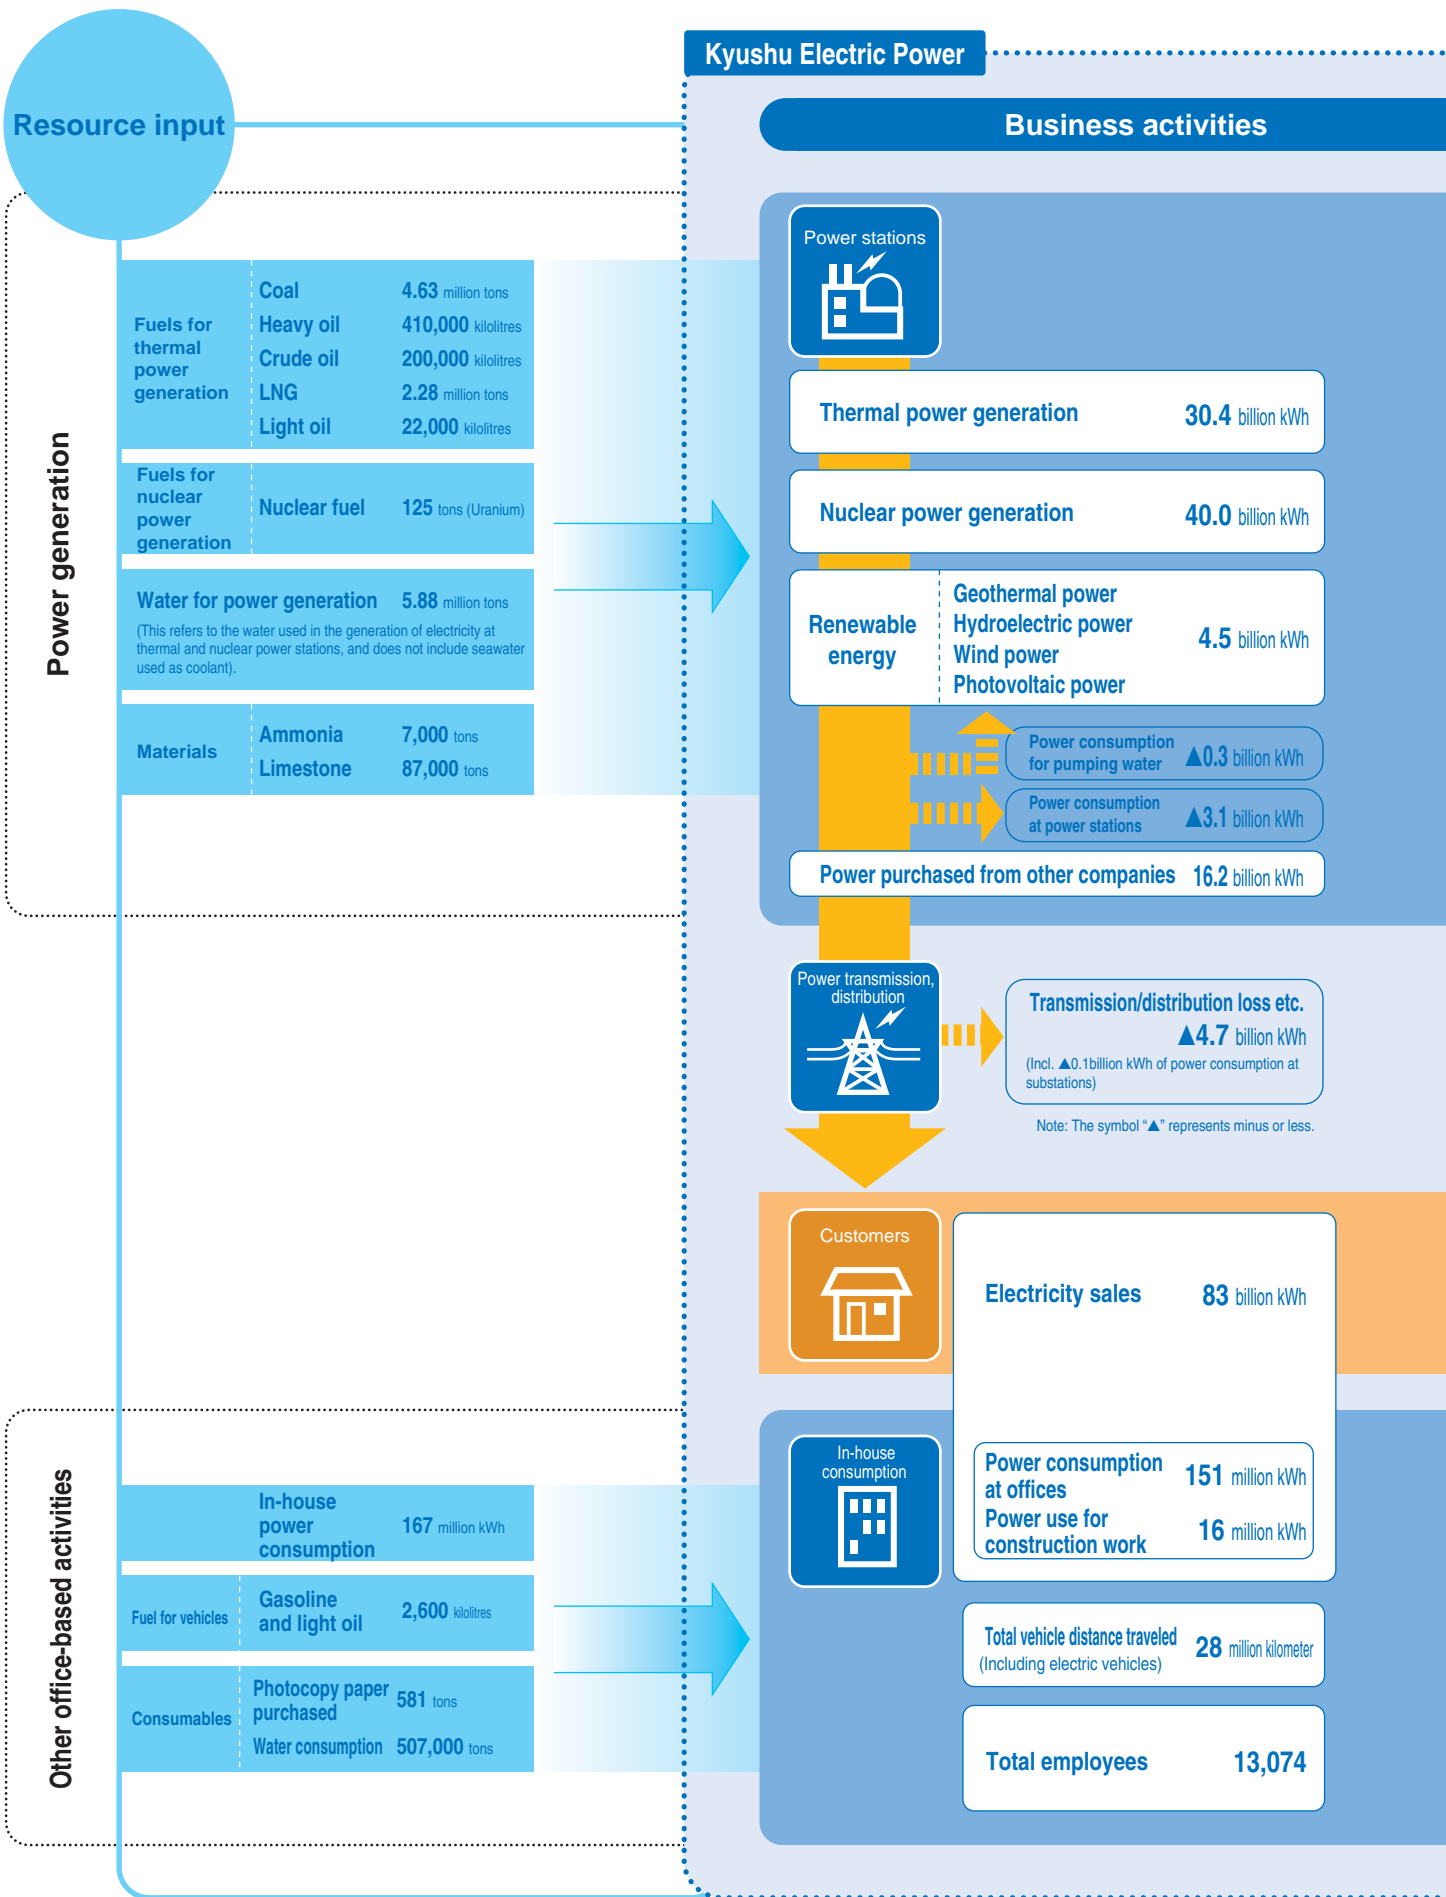 Kyushu Electric Power
Resource input
Business activities
Power generation
Fuels for
thermal
power
generation
Coal 4.63 million tons
Heavy oil 410,000 kilolitres
Crude oil 200,000 kilolitres
LNG 2.28 million tons
Light oil 22,000 kilolitres
Fuels for
nuclear
power
generation
Nuclear fuel 125 tons (Uranium)
Water for power generation 5.88 million tons
(This refers to the water used in the generation of electricity at
thermal and nuclear power stations, and does not include seawater
used as coolant).
Materials
Ammonia 7,000 tons
Limestone 87,000 tons
Power stations
Thermal power generation 30.4 billion kWh
Nuclear power generation 40.0 billion kWh
Renewable
energy
Geothermal power
Hydroelectric power
Wind power
Photovoltaic power
4.5 billion kWh
Power consumption
for pumping water
▲0.3 billion kWh
Power consumption
at power stations
▲3.1 billion kWh
Power purchased from other companies 16.2 billion kWh
Power transmission,
distribution
Transmission/distribution loss etc.
▲4.7 billion kWh
(Incl. ▲0.1billion kWh of power consumption at
substations)
Note: The symbol “▲” represents minus or less.
Customers
Electricity sales 83 billion kWh
Other office-based activities
In-house
power
consumption
167 million kWh
Fuel for vehicles
Gasoline
and light oil
2,600 kilolitres
Consumables
Photocopy paper
purchased
581 tons
Water consumption 507,000 tons
In-house
consumption
Power consumption
at offices
151 million kWh
Power use for
construction work
16 million kWh
Total vehicle distance traveled
(Including electric vehicles)
28 million kilometer
Total employees 13,074